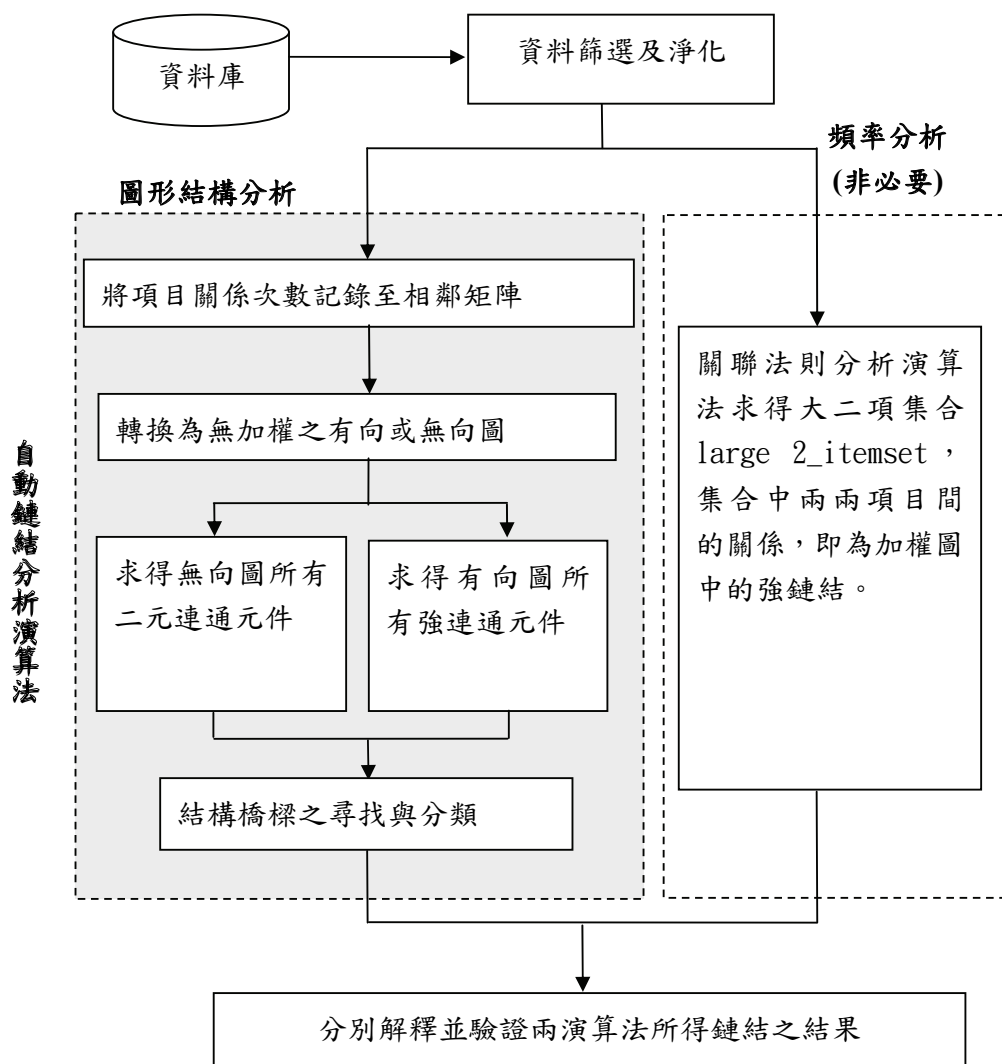 資料庫
資料篩選及淨化
頻率分析
(非必要)
圖形結構分析
將項目關係次數記錄至相鄰矩陣
轉換為無加權之有向或無向圖
求得無向圖所有
二元連通元件
求得有向圖所
有強連通元件
結構橋樑之尋找與分類
關聯法則分析演算
法求得大二項集合
large 2_itemset，
集合中兩兩項目間
的關係，即為加權圖
中的強鏈結。
自動鏈結分析演算法
分別解釋並驗證兩演算法所得鏈結之結果